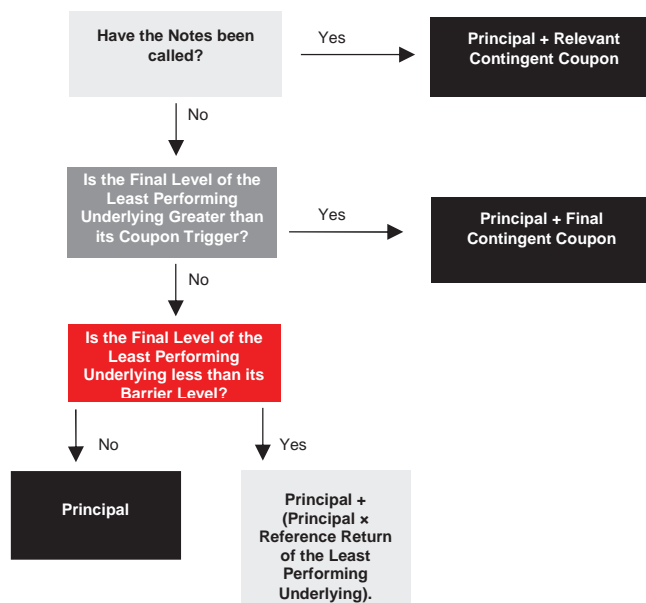 Have the Notes been
called?
Yes
Principal + Relevant
Contingent Coupon
No
Is the Final Level of the
Least Performing
Underlying Greater than
its Coupon Trigger?
Yes
Principal + Final
Contingent Coupon
No
Is the Final Level of the
Least Performing
Underlying less than its
Barrier Level?
No
Yes
Principal
Principal +
(Principal ×
Reference Return
of the Least
Performing
Underlying).